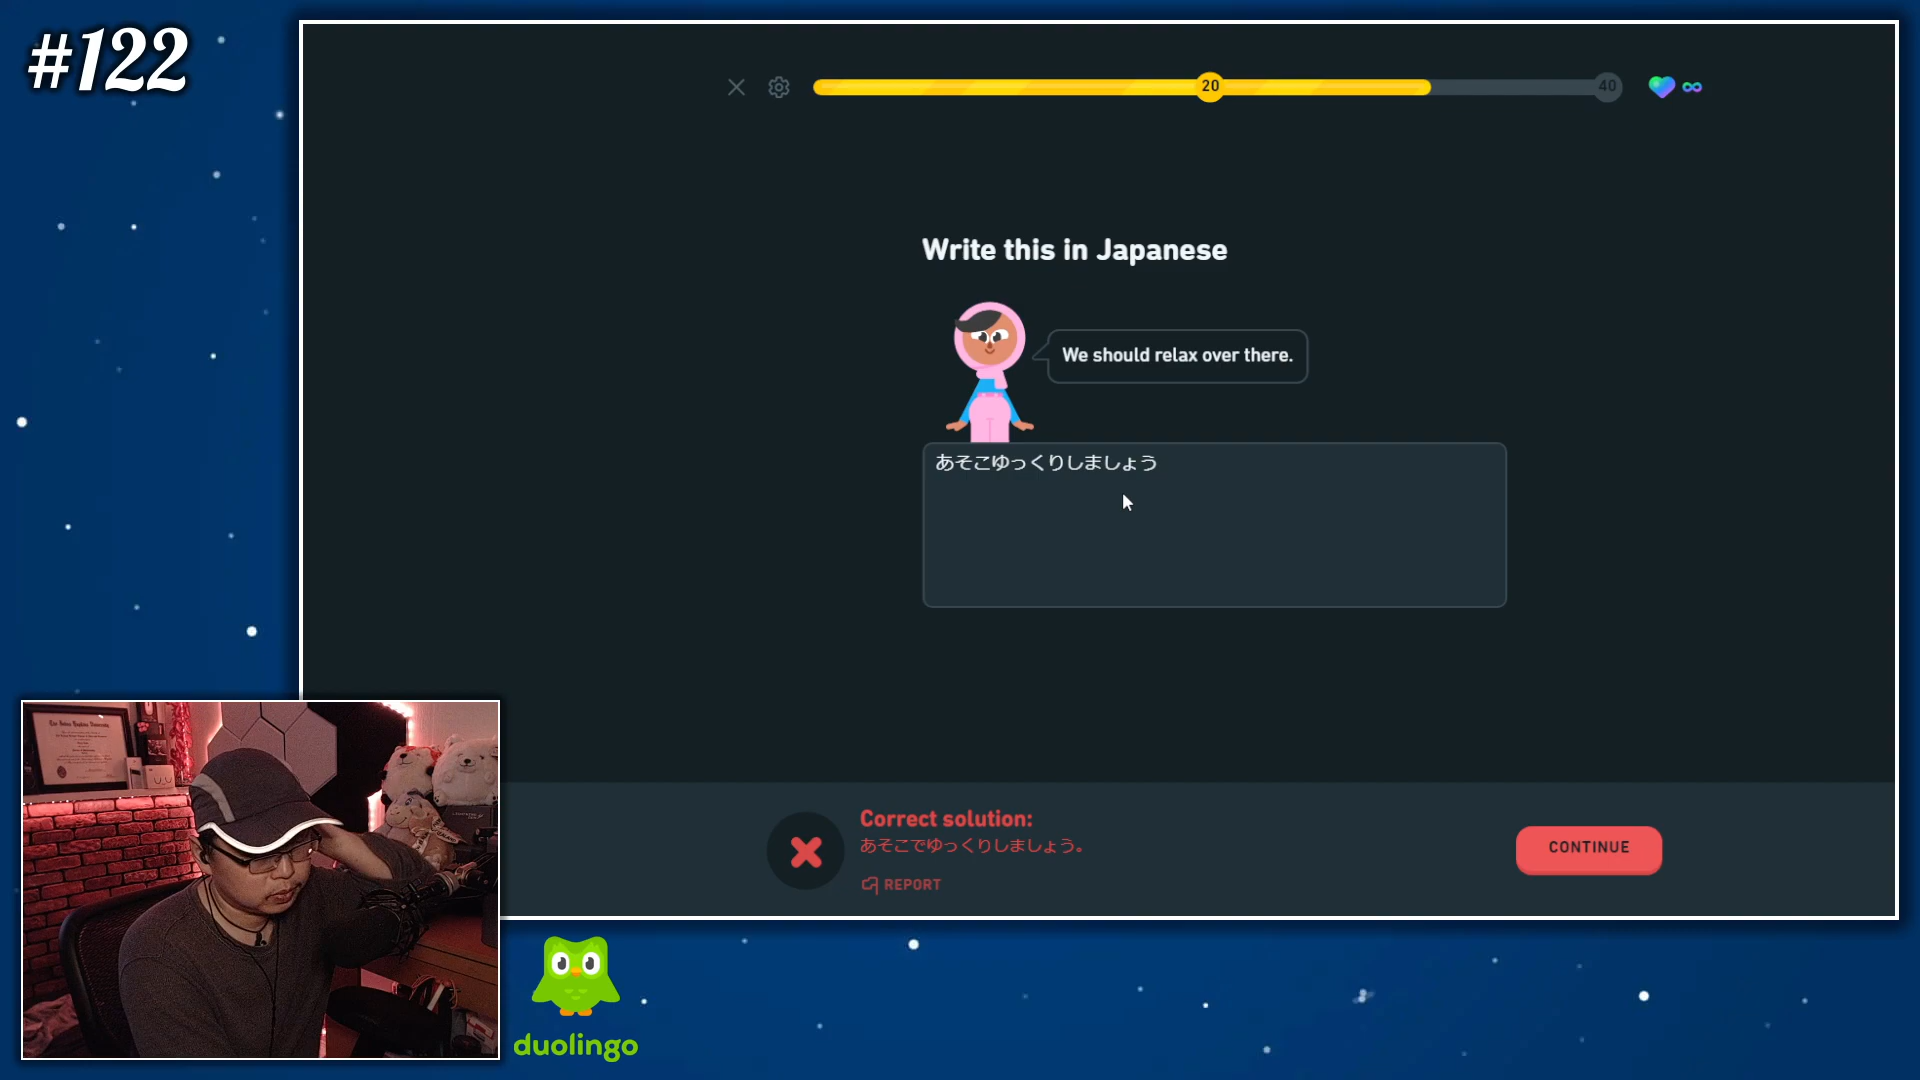 #122
20
40
Write this in Japanese
We should relax over there.
あそこゆっくりしましょう
Correct solution:
あそこでゆっくりしましょう。
REPORT
CONTINUE
duolingo